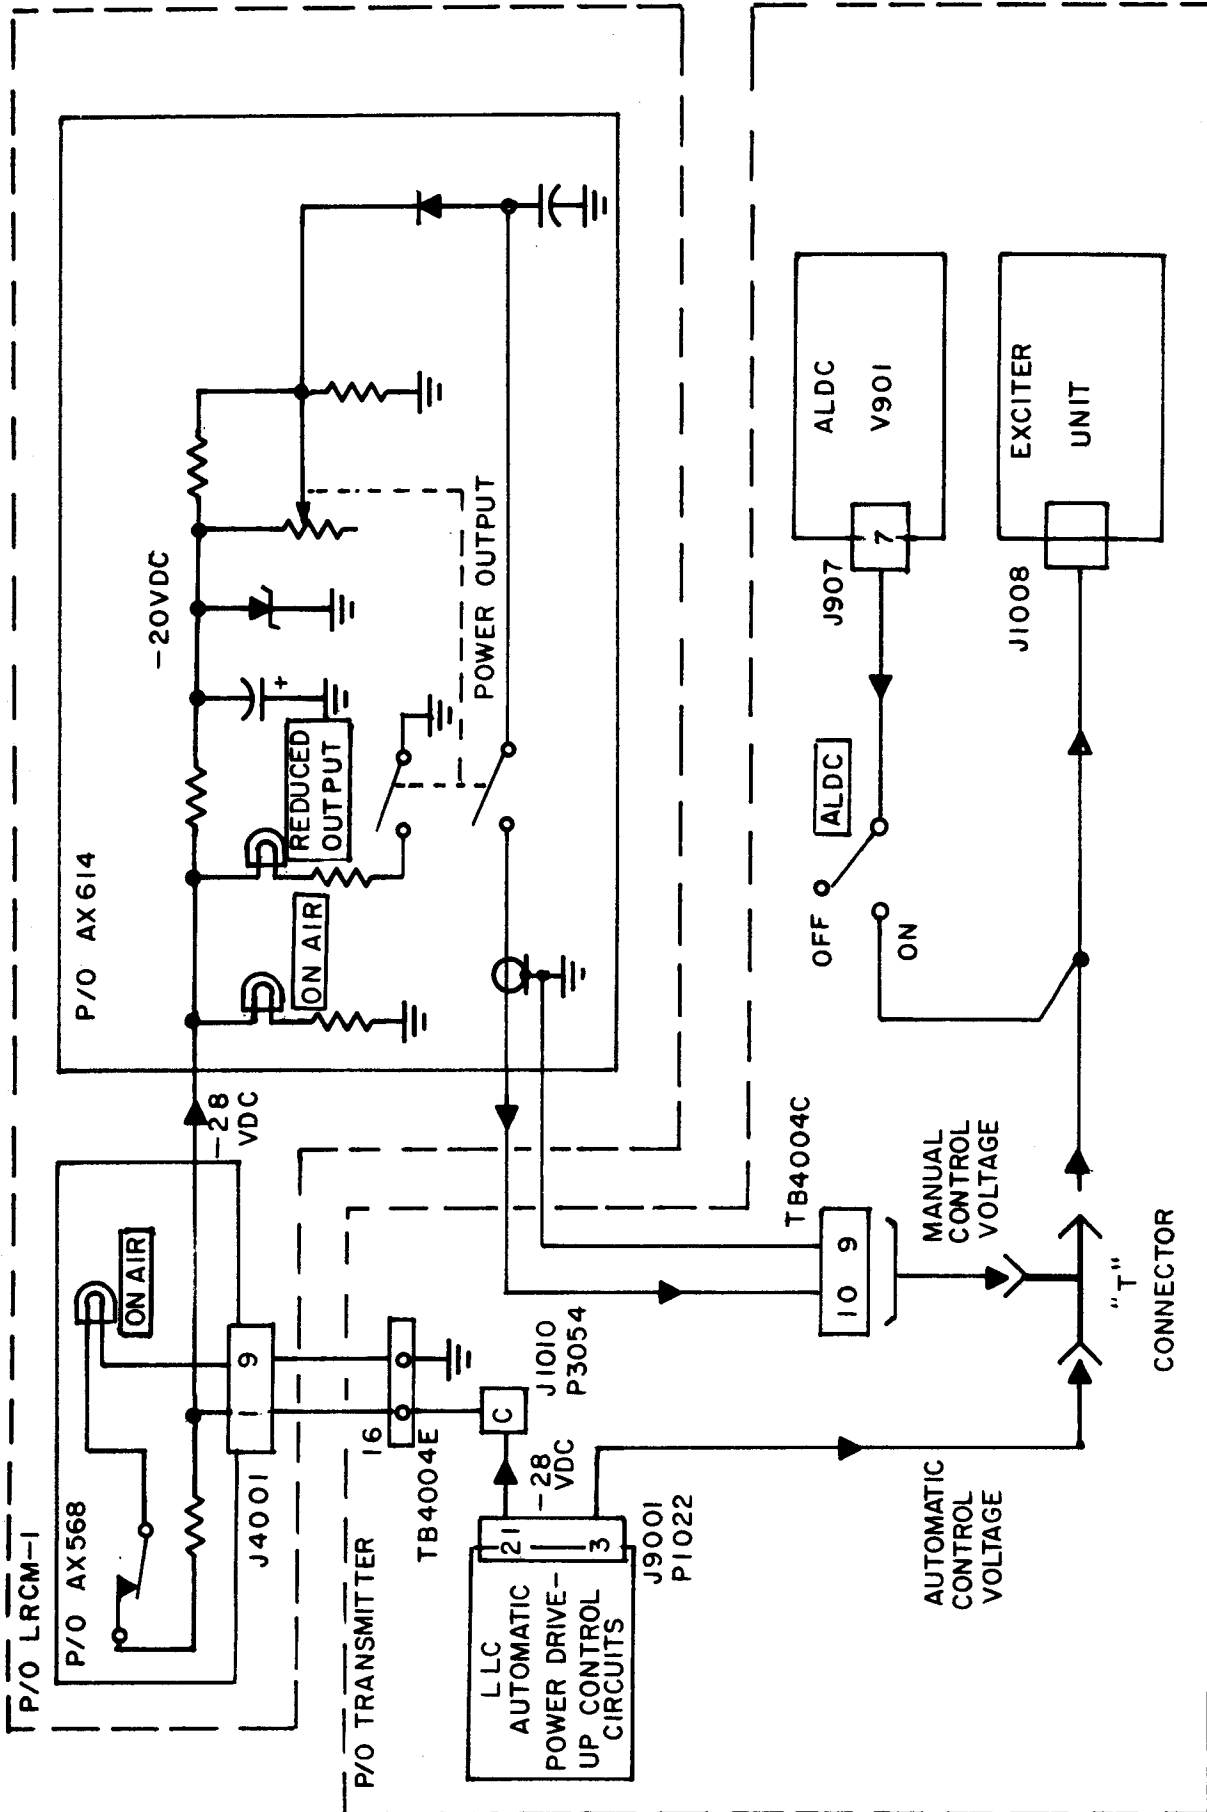 P/O LRCM-1
P/O AX568
ON AIR
J4001
1
9
-28
VDC
P/O AX614
ON AIR
REDUCED
OUTPUT
+
-20VDC
POWER OUTPUT
P/O TRANSMITTER
16
TB4004E
C
J1010
P3054
-28
VDC
LLC
AUTOMATIC
POWER DRIVE-
UP CONTROL
CIRCUITS
21
3
J9001
P1022
AUTOMATIC
CONTROL
VOLTAGE
TB4004C
10
9
MANUAL
CONTROL
VOLTAGE
"T"
CONNECTOR
OFF
ON
ALDC
J907
7
ALDC
V901
J1008
EXCITER
UNIT